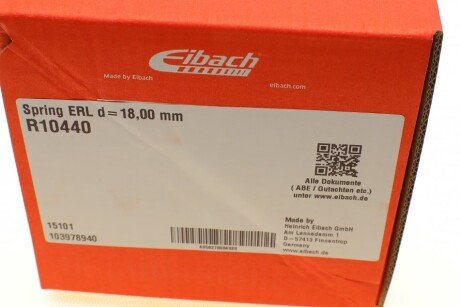 Eibach
Made by Eibach
eibach.com
Spring ERL d=18,00 mm
R10440
Alle Dokumente
( ABE / Gutachten etc.)
unter www.eibach.de
15101
103978940
Made by
Heinrich Eibach GmbH
Am Lennedamm 1
D-57413 Finnentrop
Germany
www.eibach.de